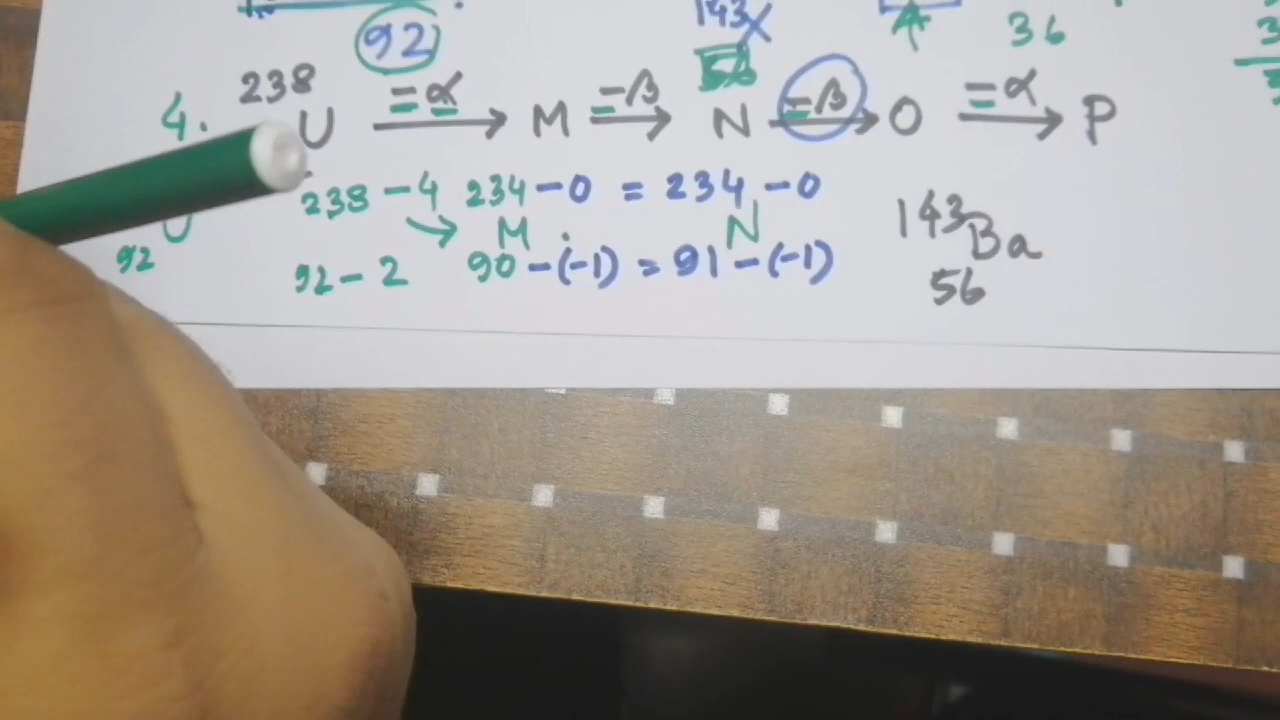 92
143
X
56
36
4. 238 U =α→ M =β→ N =β→ O =α→ P
238 - 4 234 - 0 = 234 - 0
U M N 143 Ba
92
92 - 2 90 - (-1) = 91 - (-1) 56